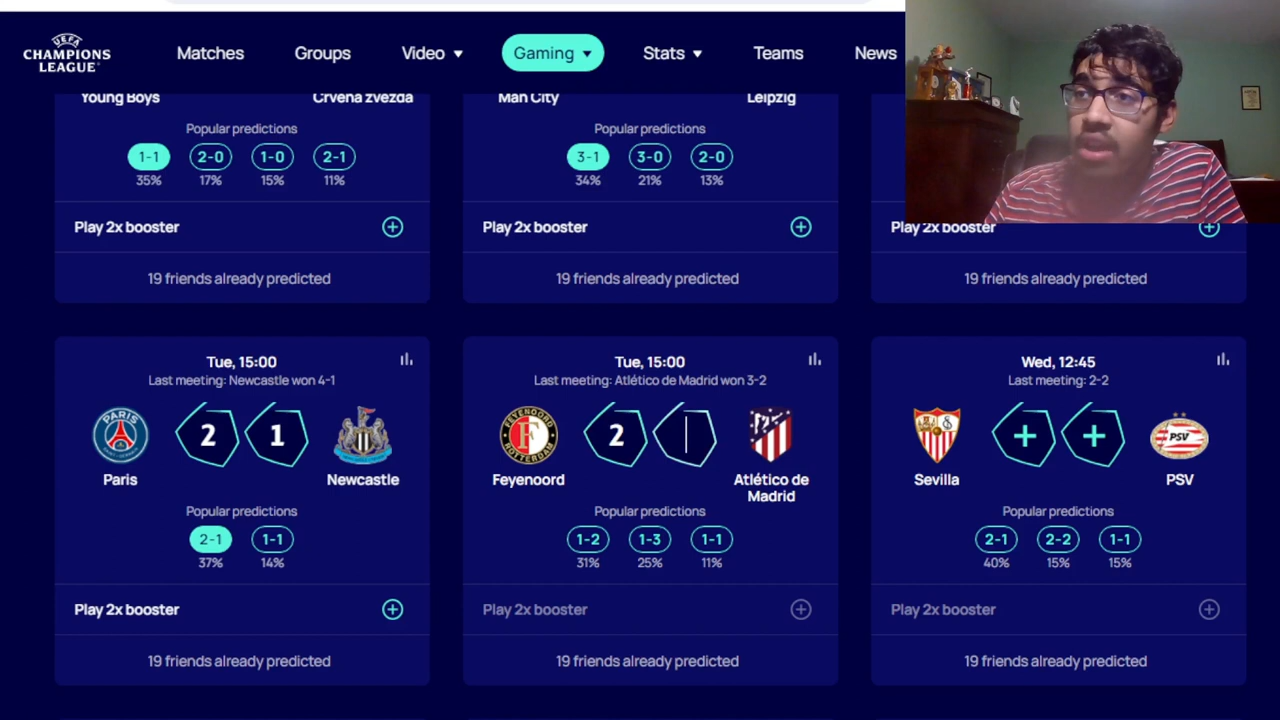 UEFA
CHAMPIONS
LEAGUE
Matches
Groups
Video
Gaming
Stats
Teams
News
Young Boys
Crvena zvezda
Popular predictions
1-1
2-0
1-0
2-1
35%
17%
15%
11%
Play 2x booster
19 friends already predicted
Man City
Leipzig
Popular predictions
3-1
3-0
2-0
34%
21%
13%
Play 2x booster
19 friends already predicted
Play 2x booster
19 friends already predicted
Tue, 15:00
Last meeting: Newcastle won 4-1
PARIS
2
1
Paris
Newcastle
Popular predictions
2-1
1-1
37%
14%
Play 2x booster
19 friends already predicted
Tue, 15:00
Last meeting: Atlético de Madrid won 3-2
FEYENOORD
ROTTERDAM
2
Feyenoord
Atlético de
Madrid
Popular predictions
1-2
1-3
1-1
31%
25%
11%
Play 2x booster
19 friends already predicted
Wed, 12:45
Last meeting: 2-2
+
+
PSV
Sevilla
PSV
Popular predictions
2-1
2-2
1-1
40%
15%
15%
Play 2x booster
19 friends already predicted